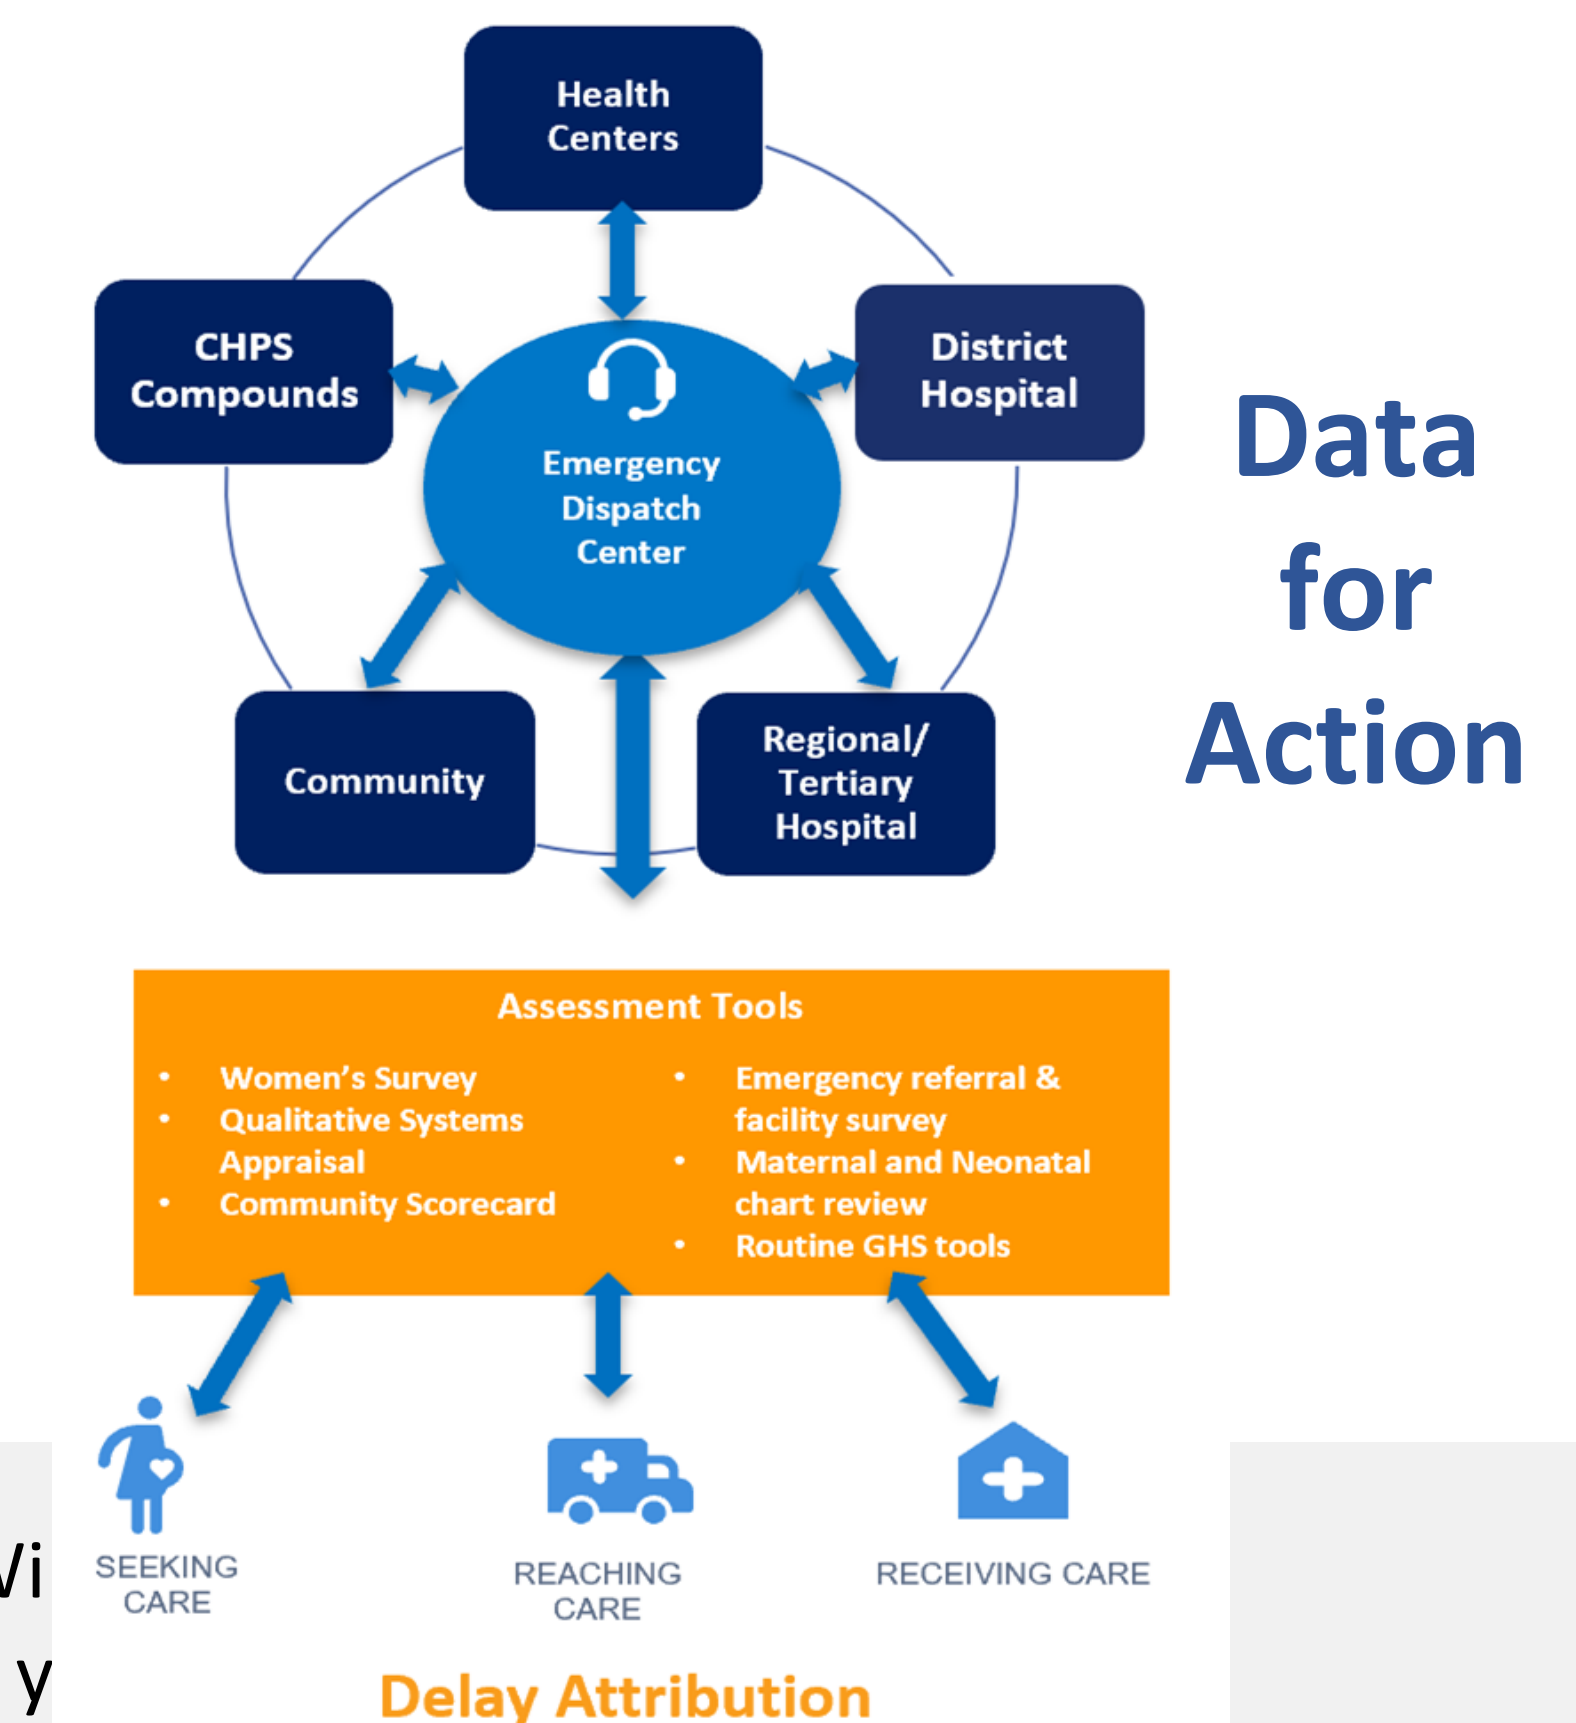 Health
Centers
CHPS
Compounds
District
Hospital
Emergency
Dispatch
Center
Data
for
Action
Community
Regional/
Tertiary
Hospital
Assessment Tools
• Women’s Survey
• Qualitative Systems
Appraisal
• Community Scorecard
• Emergency referral &
facility survey
• Maternal and Neonatal
chart review
• Routine GHS tools
SEEKING
CARE
REACHING
CARE
RECEIVING CARE
Delay Attribution